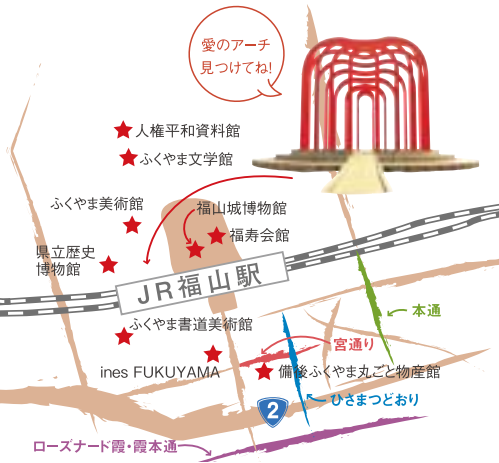 愛のアーチ
見つけてね!
人権平和資料館
ふくやま文学館
ふくやま美術館
福山城博物館
福寿会館
県立歴史
博物館
JR福山駅
ふくやま書道美術館
本通
宮通り
ines FUKUYAMA
備後ふくやま丸ごと物産館
ひさまつどおり
2
ローズナード霞・霞本通